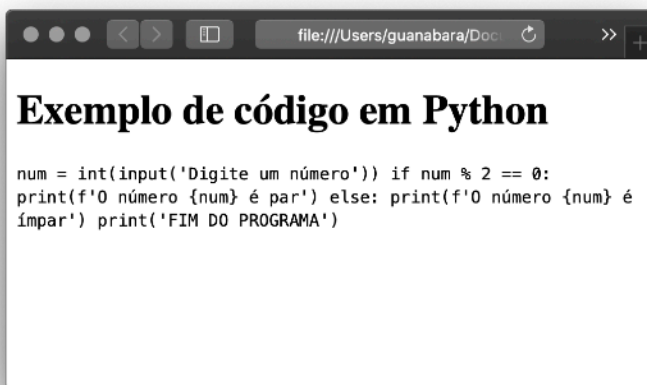 file:///Users/guanabara/Doc
Exemplo de código em Python
num = int(input('Digite um número')) if num % 2 == 0:
print(f'O número {num} é par') else: print(f'O número {num} é
ímpar') print('FIM DO PROGRAMA')